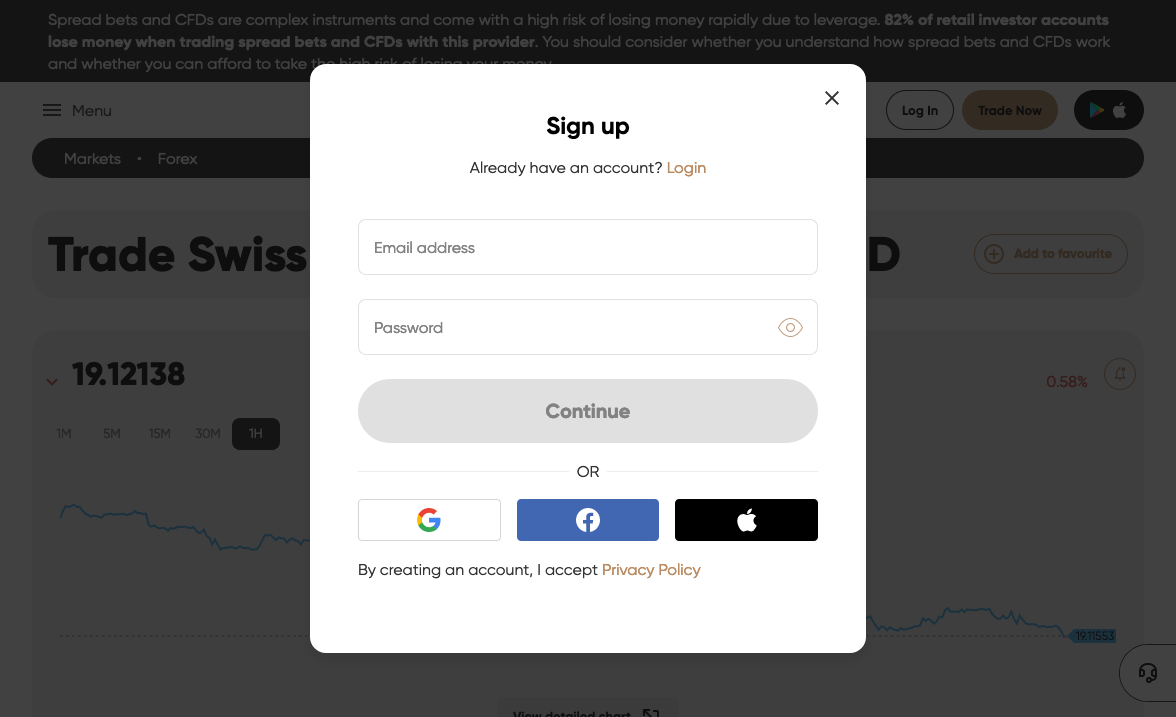 Spread bets and CFDs are complex instruments and come with a high risk of losing money rapidly due to leverage. 82% of retail investor accounts
lose money when trading spread bets and CFDs with this provider. You should consider whether you understand how spread bets and CFDs work
and whether you can afford to take the high risk of losing your money.
Menu
Log In
Trade Now
Markets • Forex
Sign up
Already have an account? Login
Trade Swiss
D
Add to favourite
Email address
Password
19.12138
0.58%
1M
5M
15M
30M
1H
Continue
OR
By creating an account, I accept Privacy Policy
19.11553
View detailed chart